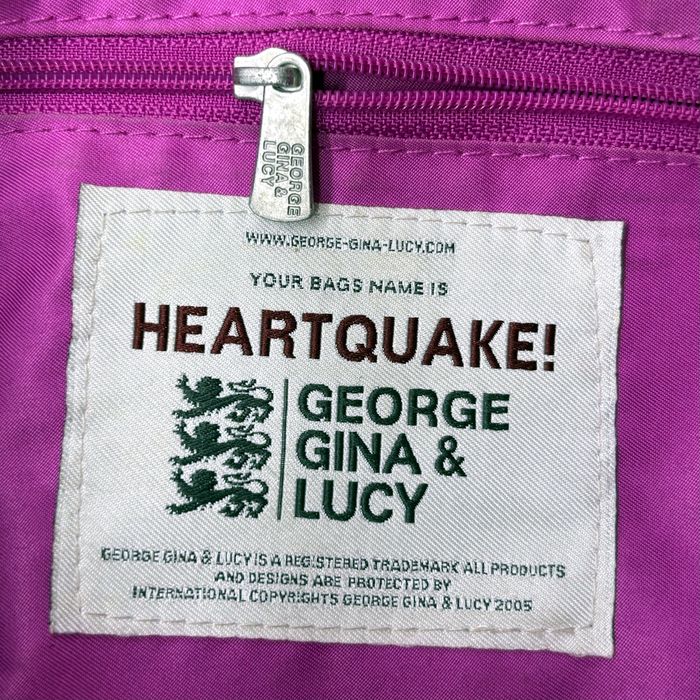 GEORGE
GINA &
LUCY
WWW.GEORGE-GINA-LUCY.COM
YOUR BAGS NAME IS
HEARTQUAKE!
GEORGE
GINA &
LUCY
GEORGE GINA & LUCY IS A REGISTERED TRADEMARK ALL PRODUCTS
AND DESIGNS ARE PROTECTED BY
INTERNATIONAL COPYRIGHTS GEORGE GINA & LUCY 2005